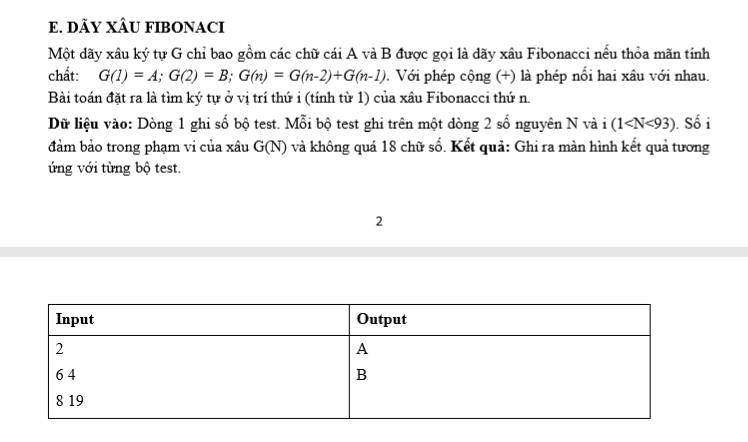 E. DÃY XÂU FIBONACI
Một dãy xâu ký tự G chỉ bao gồm các chữ cái A và B được gọi là dãy xâu Fibonacci nếu thỏa mãn tính
chất: G(1) = A; G(2) = B; G(n) = G(n-2)+G(n-1). Với phép cộng (+) là phép nối hai xâu với nhau.
Bài toán đặt ra là tìm ký tự ở vị trí thứ i (tính từ 1) của xâu Fibonacci thứ n.
Dữ liệu vào: Dòng 1 ghi số bộ test. Mỗi bộ test ghi trên một dòng 2 số nguyên N và i (1<N<93). Số i
đảm bảo trong phạm vi của xâu G(N) và không quá 18 chữ số. Kết quả: Ghi ra màn hình kết quả tương
ứng với từng bộ test.
2
Input Output
2 A
6 4 B
8 19